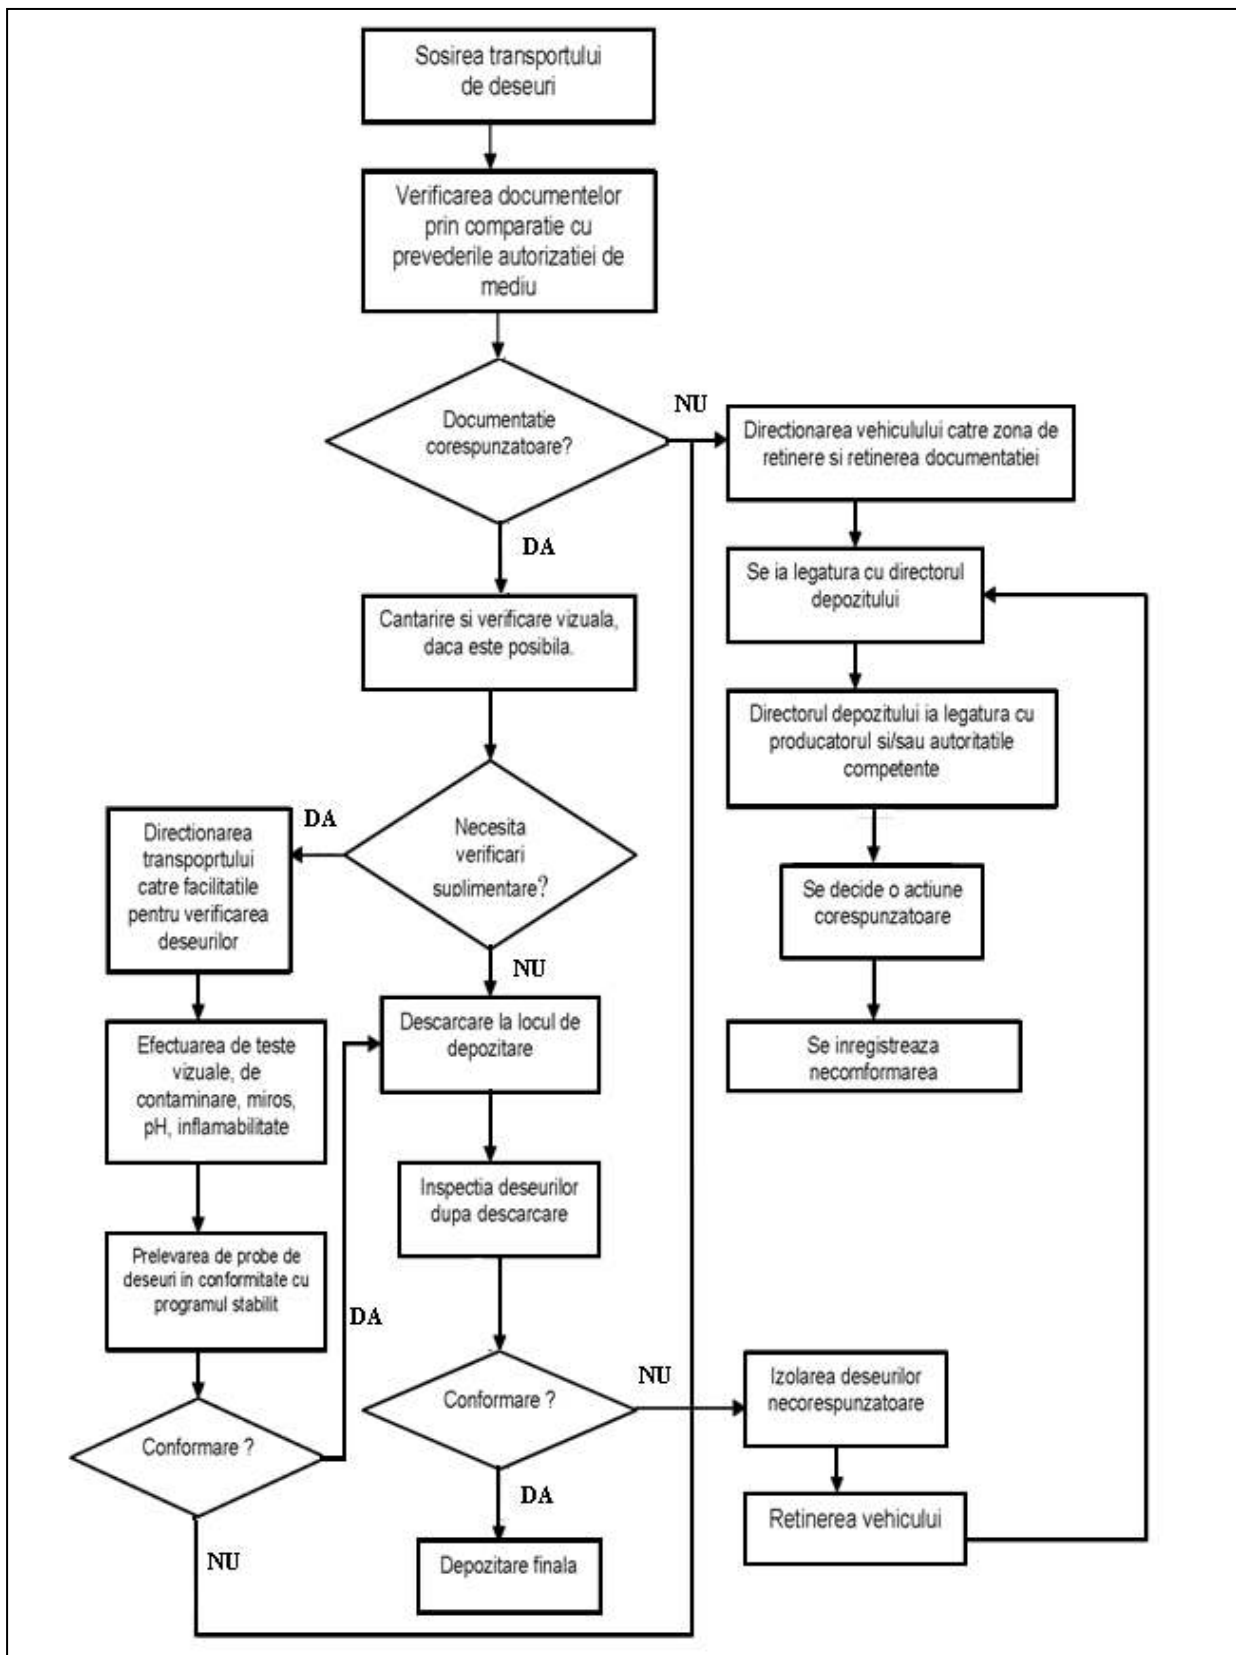 Sosirea transportului
de deseuri
Verificarea documentelor
prin comparatie cu
prevederile autorizatiei de
mediu
Documentatie
corespunzatoare?
NU
Directionarea vehiculului catre zona de
retinere si retinerea documentatiei
DA
Se ia legatura cu directorul
depozitului
Cantarire si verificare vizuala,
daca este posibila.
Directorul depozitului ia legatura cu
producatorul si/sau autoritatile
competente
Necesita
verificari
suplimentare?
DA
Directionarea
transpoprtului
catre facilitatile
pentru verificarea
deseurilor
Se decide o actiune
corespunzatoare
NU
Descarcare la locul de
depozitare
Se inregistreaza
necomformarea
Efectuarea de teste
vizuale, de
contaminare, miros,
pH, inflamabilitate
Inspectia deseurilor
dupa descarcare
Prelevarea de probe de
deseuri in conformitate cu
programul stabilit
DA
Conformare ?
NU
Izolarea deseurilor
necorespunzatoare
Conformare ?
DA
Retinerea vehicului
NU
Depozitare finala